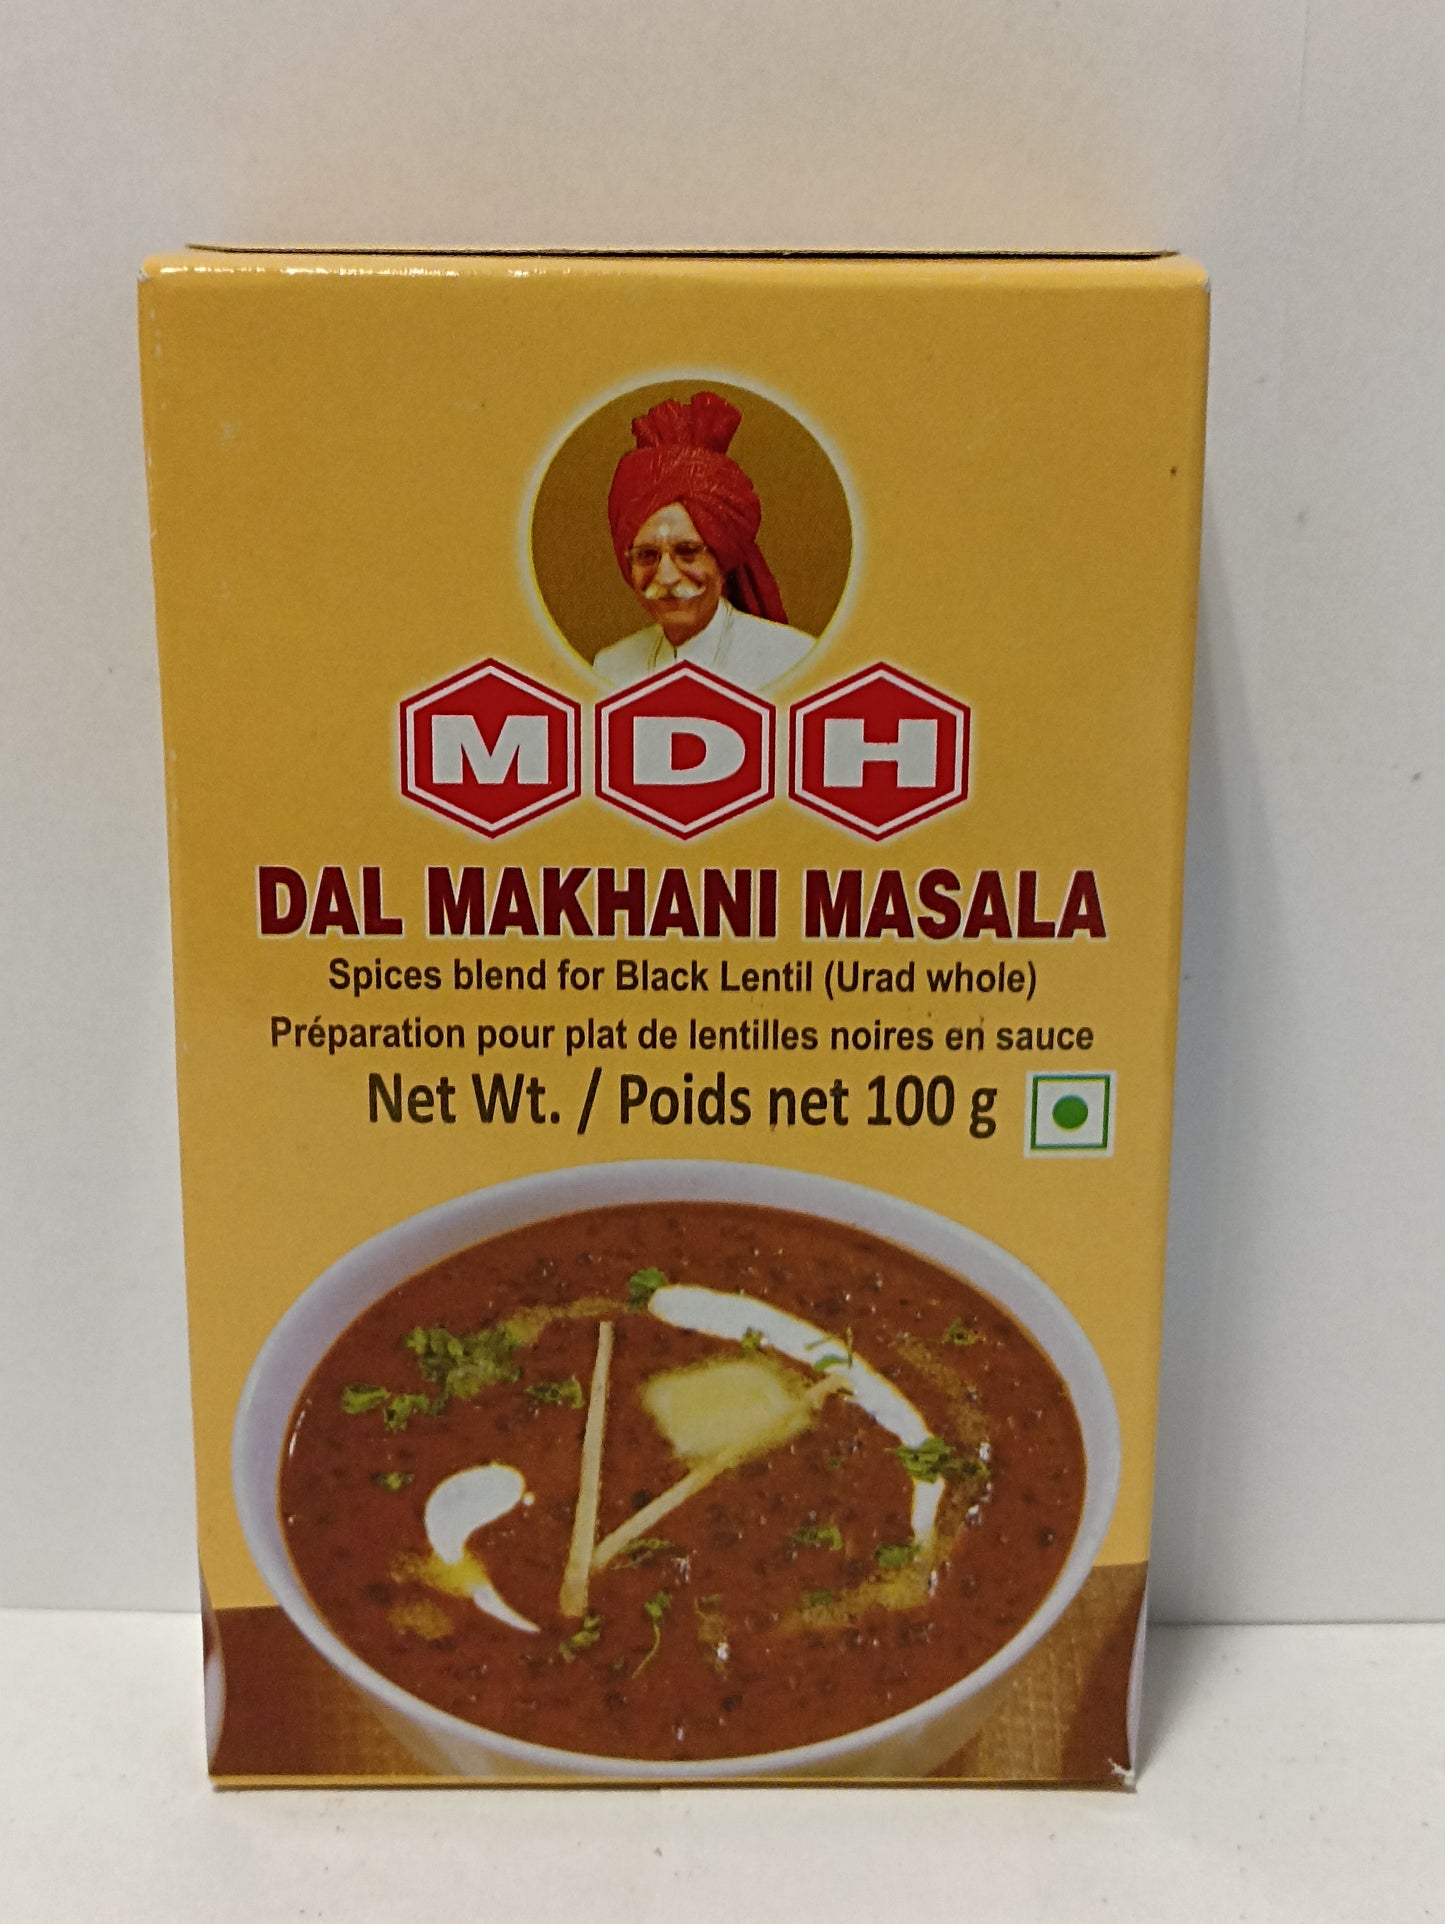 MDH
DAL MAKHANI MASALA
Spices blend for Black Lentil (Urad whole)
Préparation pour plat de lentilles noires en sauce
Net Wt. / Poids net 100 g